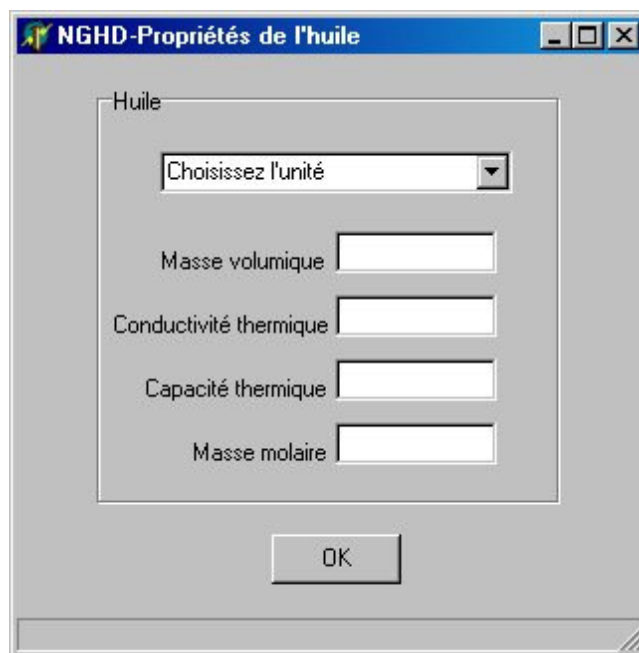 NGHD-Propriétés de l'huile
Huile
Choisissez l'unité
Masse volumique
Conductivité thermique
Capacité thermique
Masse molaire
OK